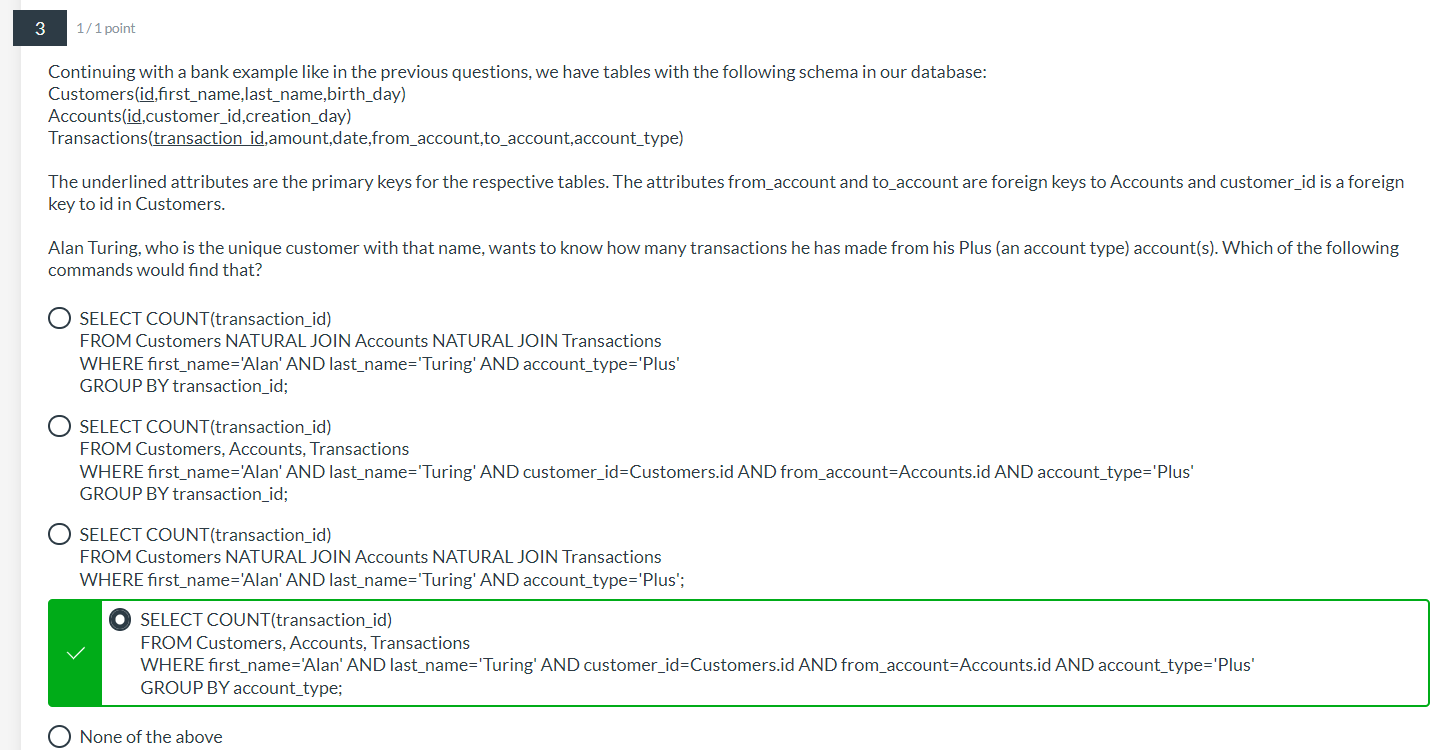 3
1 / 1 point
Continuing with a bank example like in the previous questions, we have tables with the following schema in our database:
Customers(id,first_name,last_name,birth_day)
Accounts(id,customer_id,creation_day)
Transactions(transaction_id,amount,date,from_account,to_account,account_type)
The underlined attributes are the primary keys for the respective tables. The attributes from_account and to_account are foreign keys to Accounts and customer_id is a foreign
key to id in Customers.
Alan Turing, who is the unique customer with that name, wants to know how many transactions he has made from his Plus (an account type) account(s). Which of the following
commands would find that?
SELECT COUNT(transaction_id)
FROM Customers NATURAL JOIN Accounts NATURAL JOIN Transactions
WHERE first_name='Alan' AND last_name='Turing' AND account_type='Plus'
GROUP BY transaction_id;
SELECT COUNT(transaction_id)
FROM Customers, Accounts, Transactions
WHERE first_name='Alan' AND last_name='Turing' AND customer_id=Customers.id AND from_account=Accounts.id AND account_type='Plus'
GROUP BY transaction_id;
SELECT COUNT(transaction_id)
FROM Customers NATURAL JOIN Accounts NATURAL JOIN Transactions
WHERE first_name='Alan' AND last_name='Turing' AND account_type='Plus';
SELECT COUNT(transaction_id)
FROM Customers, Accounts, Transactions
WHERE first_name='Alan' AND last_name='Turing' AND customer_id=Customers.id AND from_account=Accounts.id AND account_type='Plus'
GROUP BY account_type;
None of the above